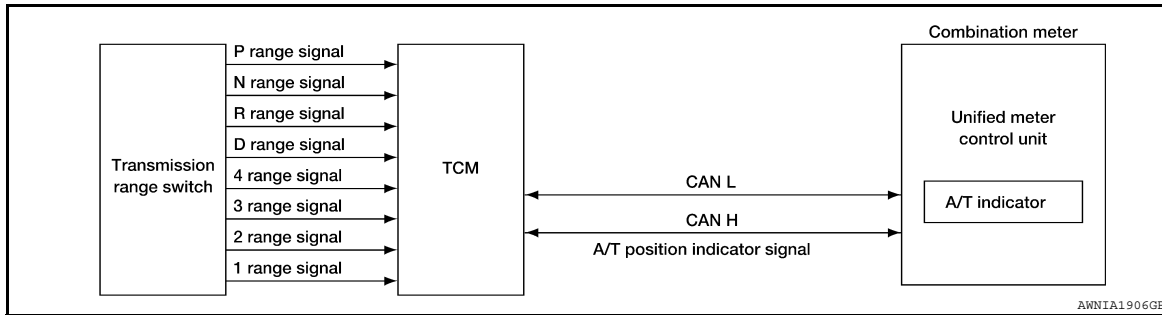 Combination meter
P range signal
N range signal
R range signal
D range signal
4 range signal
3 range signal
2 range signal
1 range signal
Transmission
range switch
TCM
CAN L
CAN H
A/T position indicator signal
Unified meter
control unit
A/T indicator
AWNIA1906GB